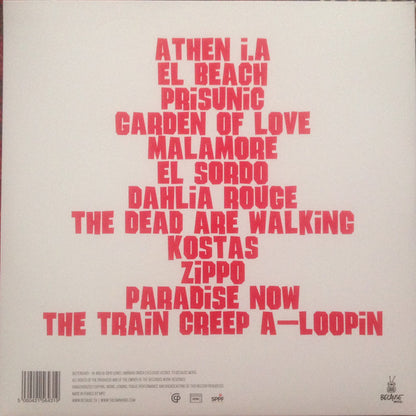 ATHEN i.A
EL BEACH
PRiSUNiC
GARDEN OF LOVE
MALAMORE
EL SORDO
DAHLiA ROUGE
THE DEAD ARE WALKiNG
KOSTAS
ZiPPO
PARADiSE NOW
THE TRAiN CREEP A-LOOPiN
BECAUSE